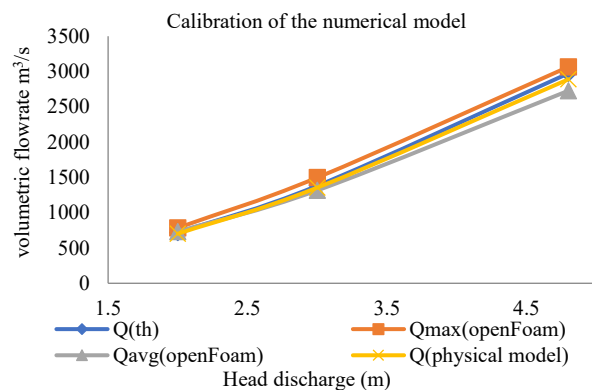 Calibration of the numerical model
volumetric flowrate m³/s
3500
3000
2500
2000
1500
1000
500
0
1.5 2.5 3.5 4.5
Q(th) Qmax(openFoam)
Qavg(openFoam) Q(physical model)
Head discharge (m)